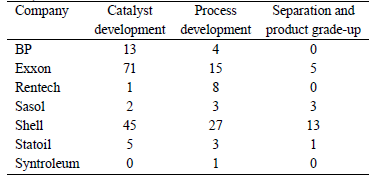 Company Catalyst development Process development Separation and product grade-up
BP 13 4 0
Exxon 71 15 5
Rentech 1 8 0
Sasol 2 3 3
Shell 45 27 13
Statoil 5 3 1
Syntroleum 0 1 0